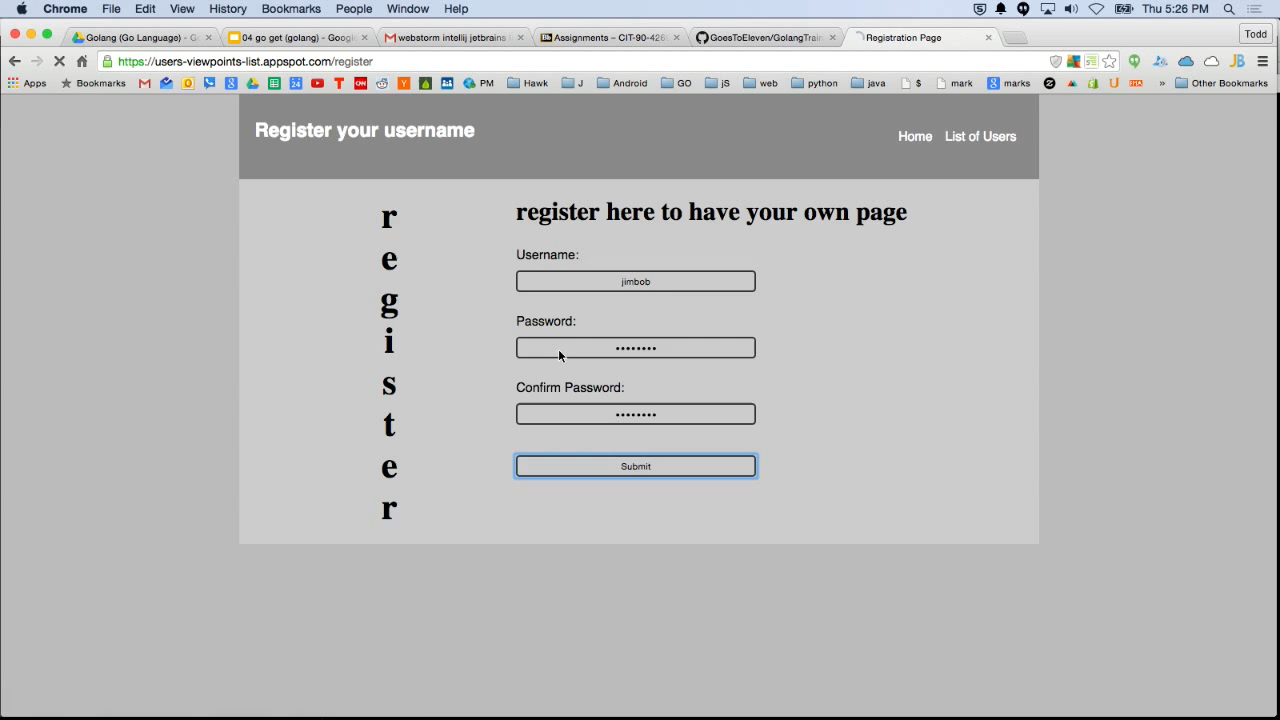 Chrome File Edit View History Bookmarks People Window Help Thu 5:26 PM
Golang (Go Language) - G 04 go get (golang) - Googl webstorm intellij jetbrains Assignments – CIT-90-428 GoesToEleven/GolangTrain Registration Page Todd
https://users-viewpoints-list.appspot.com/register
Apps Bookmarks PM Hawk J Android GO jS web python java $ mark marks » Other Bookmarks
Register your username
Home List of Users
r
e
g
i
s
t
e
r
register here to have your own page
Username:
jimbob
Password:
••••••••
Confirm Password:
••••••••
Submit